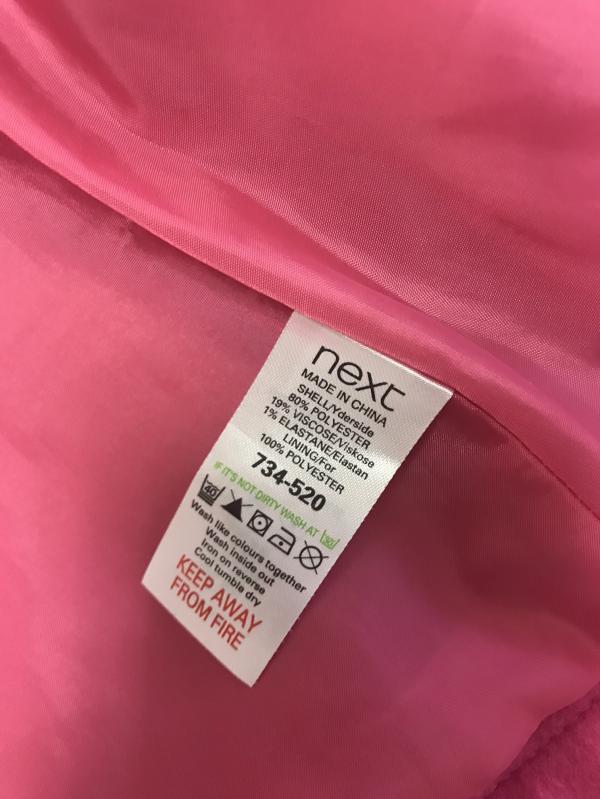 next
MADE IN CHINA
SHELL/Yderside
80% POLYESTER
19% VISCOSE/Viskose
1% ELASTANE/Elastan
LINING/For
100% POLYESTER
734-520
IF IT'S NOT DIRTY WASH AT 30
40
Wash like colours together
Wash inside out
Iron on reverse
Cool tumble dry
KEEP AWAY
FROM FIRE